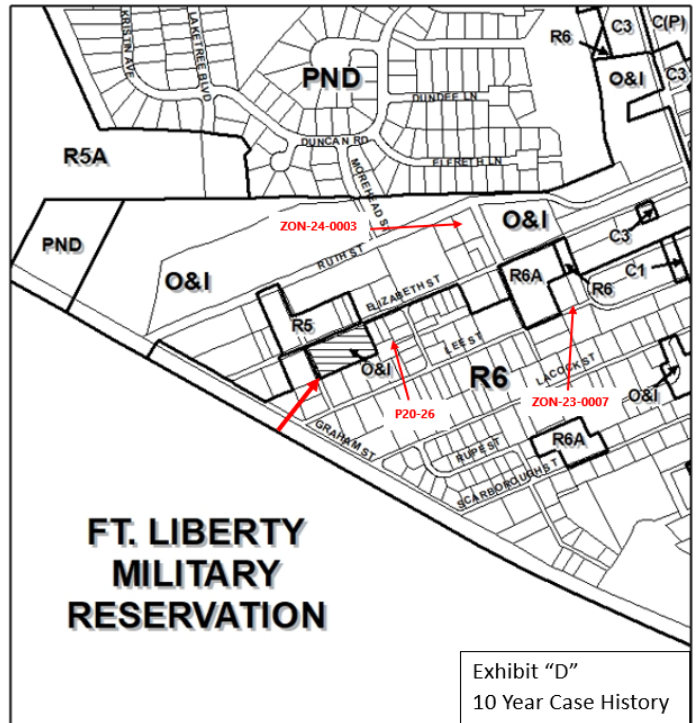 KRISTIN AVE
LAKETREE BLVD
PND
R6
C3
C(P)
C3
O&I
DUNDEE LN
DUNCAN RD
ELFRETH LN
R5A
MOREHEAD S
ZON-24-0003
O&I
C3
PND
O&I
RUTH ST
R6A
R6
C1
ELIZABETH ST
R5
LEE ST
O&I
R6
LACOCK ST
O&I
P20-26
ZON-23-0007
GRAHAM ST
RUPE ST
R6A
SCARBOROUGH ST
FT. LIBERTY
MILITARY
RESERVATION
Exhibit “D”
10 Year Case History